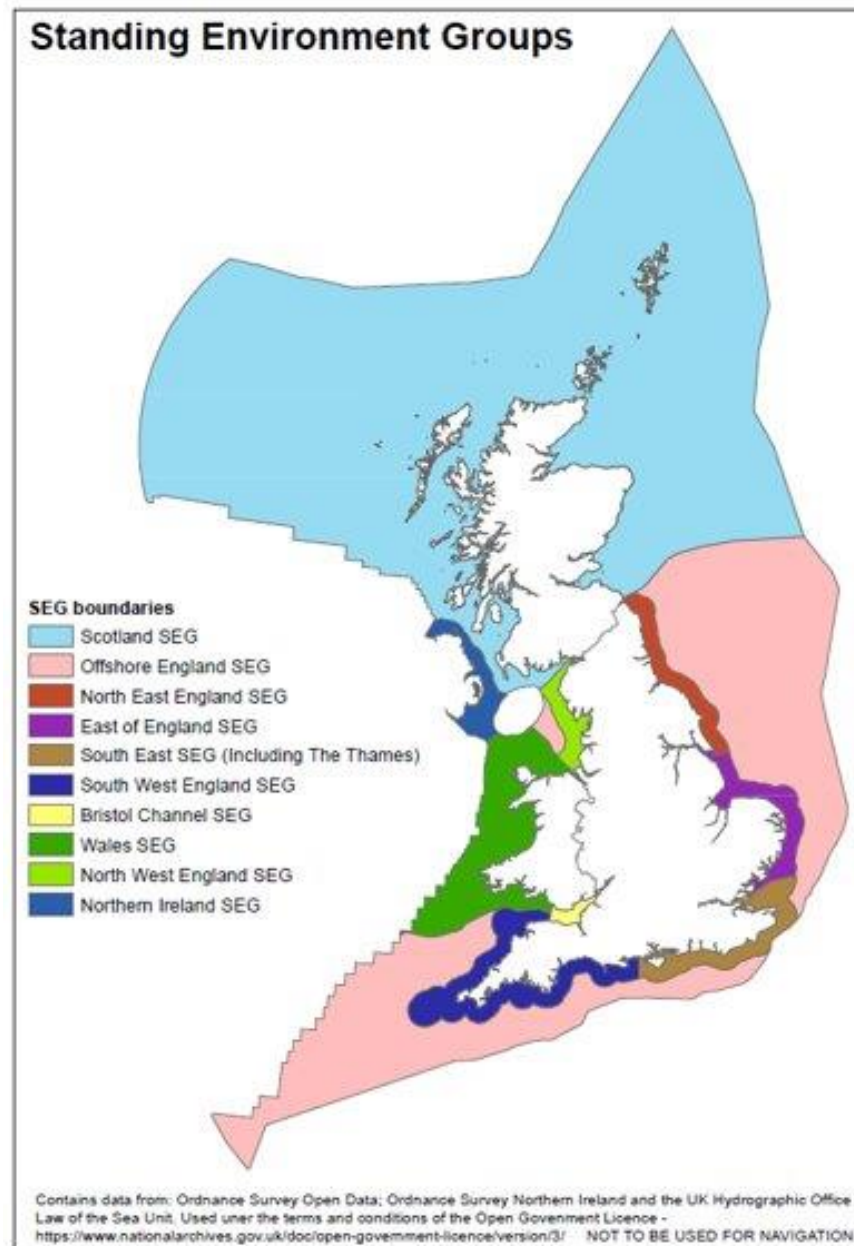 Standing Environment Groups
SEG boundaries
Scotland SEG
Offshore England SEG
North East England SEG
East of England SEG
South East SEG (Including The Thames)
South West England SEG
Bristol Channel SEG
Wales SEG
North West England SEG
Northern Ireland SEG
Contains data from: Ordnance Survey Open Data; Ordnance Survey Northern Ireland and the UK Hydrographic Office
Law of the Sea Unit. Used uner the terms and conditions of the Open Govenment Licence -
https://www.nationalarchives.gov.uk/doc/open-government-licence/version/3/ NOT TO BE USED FOR NAVIGATION